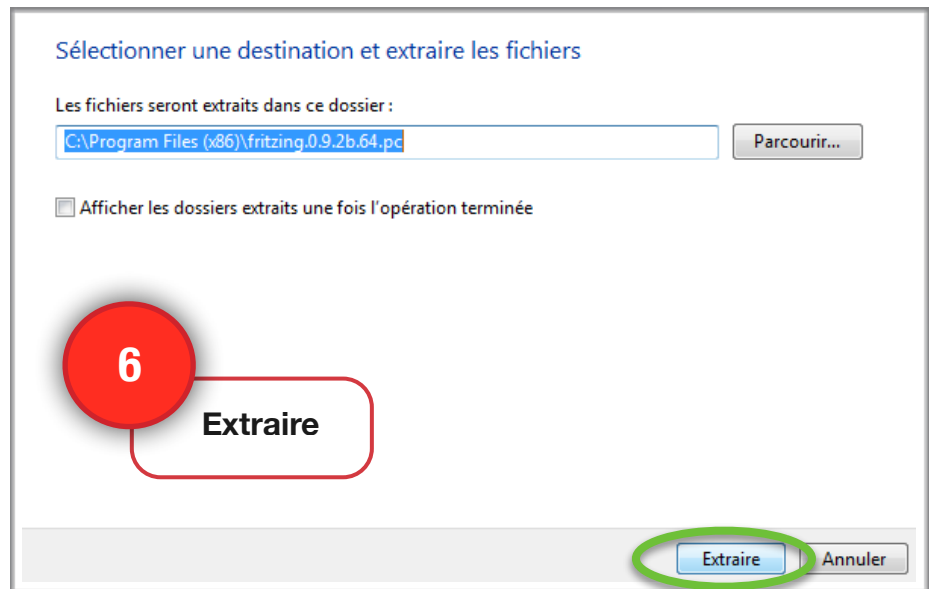 Sélectionner une destination et extraire les fichiers
Les fichiers seront extraits dans ce dossier :
C:\Program Files (x86)\fritzing.0.9.2b.64.pc
Parcourir...
Afficher les dossiers extraits une fois l'opération terminée
6
Extraire
Extraire
Annuler